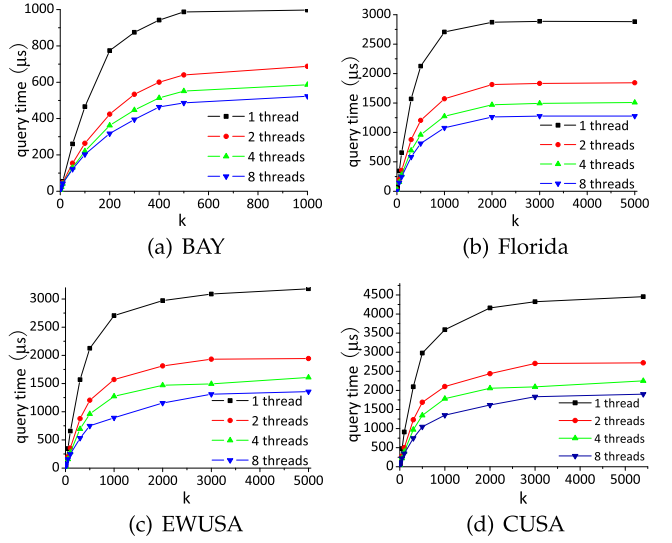 1000
800
600
400
200
0
query time (μs)
1 thread
2 threads
4 threads
8 threads
0 200 400 600 800 1000
k
(a) BAY
3000
2500
2000
1500
1000
500
0
query time (μs)
1 thread
2 threads
4 threads
8 threads
0 1000 2000 3000 4000 5000
k
(b) Florida
3000
2500
2000
1500
1000
500
0
query time (μs)
1 thread
2 threads
4 threads
8 threads
0 1000 2000 3000 4000 5000
k
(c) EWUSA
4500
4000
3500
3000
2500
2000
1500
1000
500
0
query time (μs)
1 thread
2 threads
4 threads
8 threads
0 1000 2000 3000 4000 5000
k
(d) CUSA